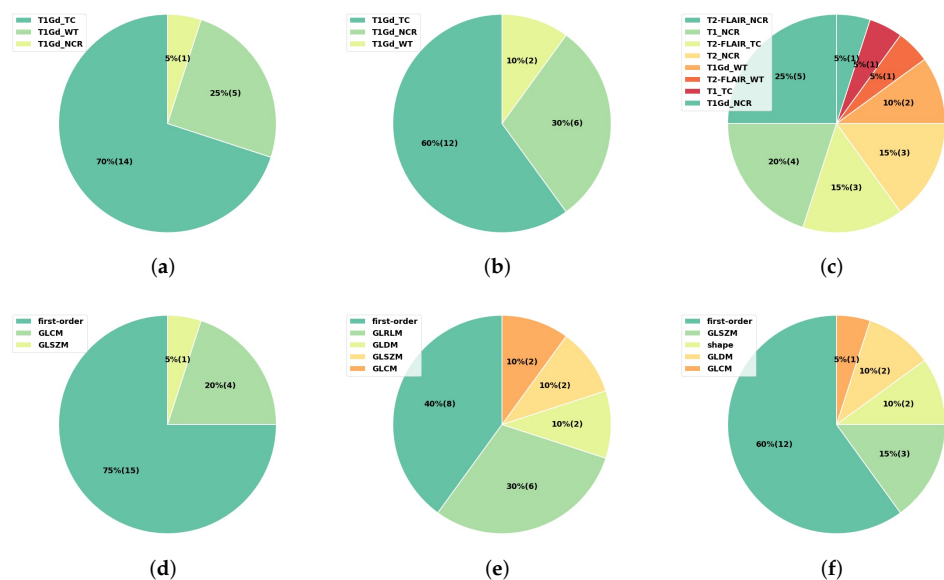 T1Gd_TC
T1Gd_WT
T1Gd_NCR
5%(1)
25%(5)
70%(14)
(a)
T1Gd_TC
T1Gd_NCR
T1Gd_WT
10%(2)
30%(6)
60%(12)
(b)
T2-FLAIR_NCR
T1_NCR
T2-FLAIR_TC
T2_NCR
T1Gd_WT
T2-FLAIR_WT
T1_TC
T1Gd_NCR
25%(5)
5%(1)
5%(1)
5%(1)
10%(2)
15%(3)
15%(3)
20%(4)
(c)
first-order
GLCM
GLSZM
5%(1)
20%(4)
75%(15)
(d)
first-order
GLRLM
GLDM
GLSZM
GLCM
10%(2)
10%(2)
10%(2)
40%(8)
30%(6)
(e)
first-order
GLSZM
shape
GLDM
GLCM
5%(1)
10%(2)
10%(2)
15%(3)
60%(12)
(f)